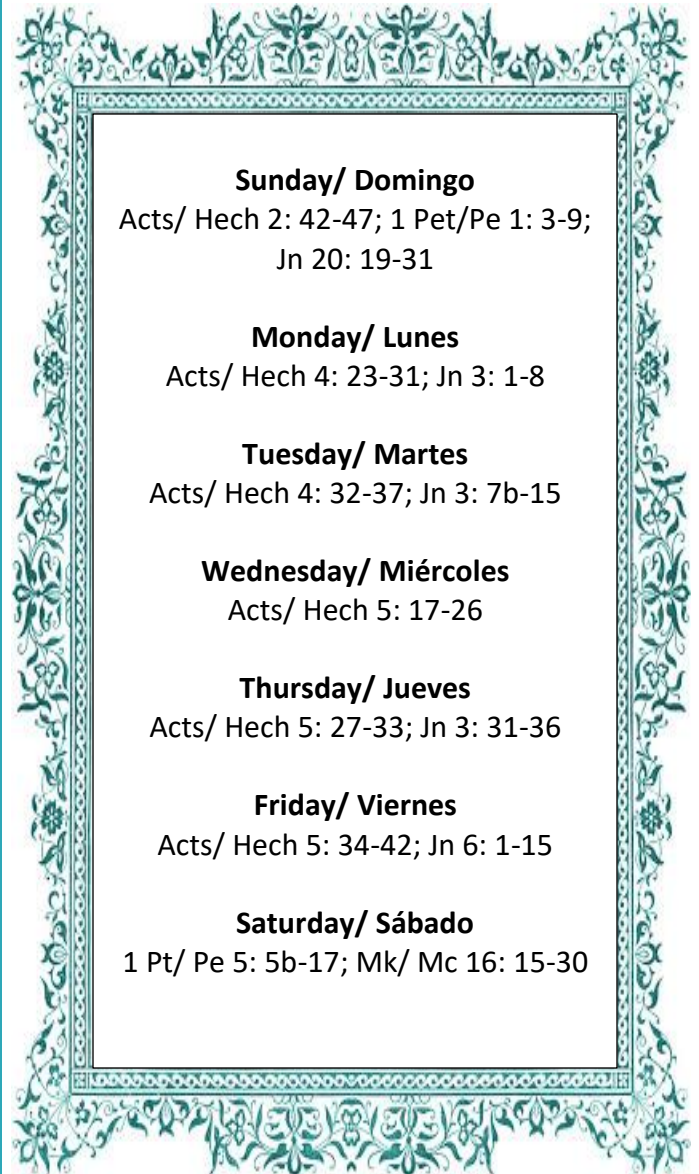 Sunday/ Domingo
Acts/ Hech 2: 42-47; 1 Pet/Pe 1: 3-9;
Jn 20: 19-31
Monday/ Lunes
Acts/ Hech 4: 23-31; Jn 3: 1-8
Tuesday/ Martes
Acts/ Hech 4: 32-37; Jn 3: 7b-15
Wednesday/ Miércoles
Acts/ Hech 5: 17-26
Thursday/ Jueves
Acts/ Hech 5: 27-33; Jn 3: 31-36
Friday/ Viernes
Acts/ Hech 5: 34-42; Jn 6: 1-15
Saturday/ Sábado
1 Pt/ Pe 5: 5b-17; Mk/ Mc 16: 15-30